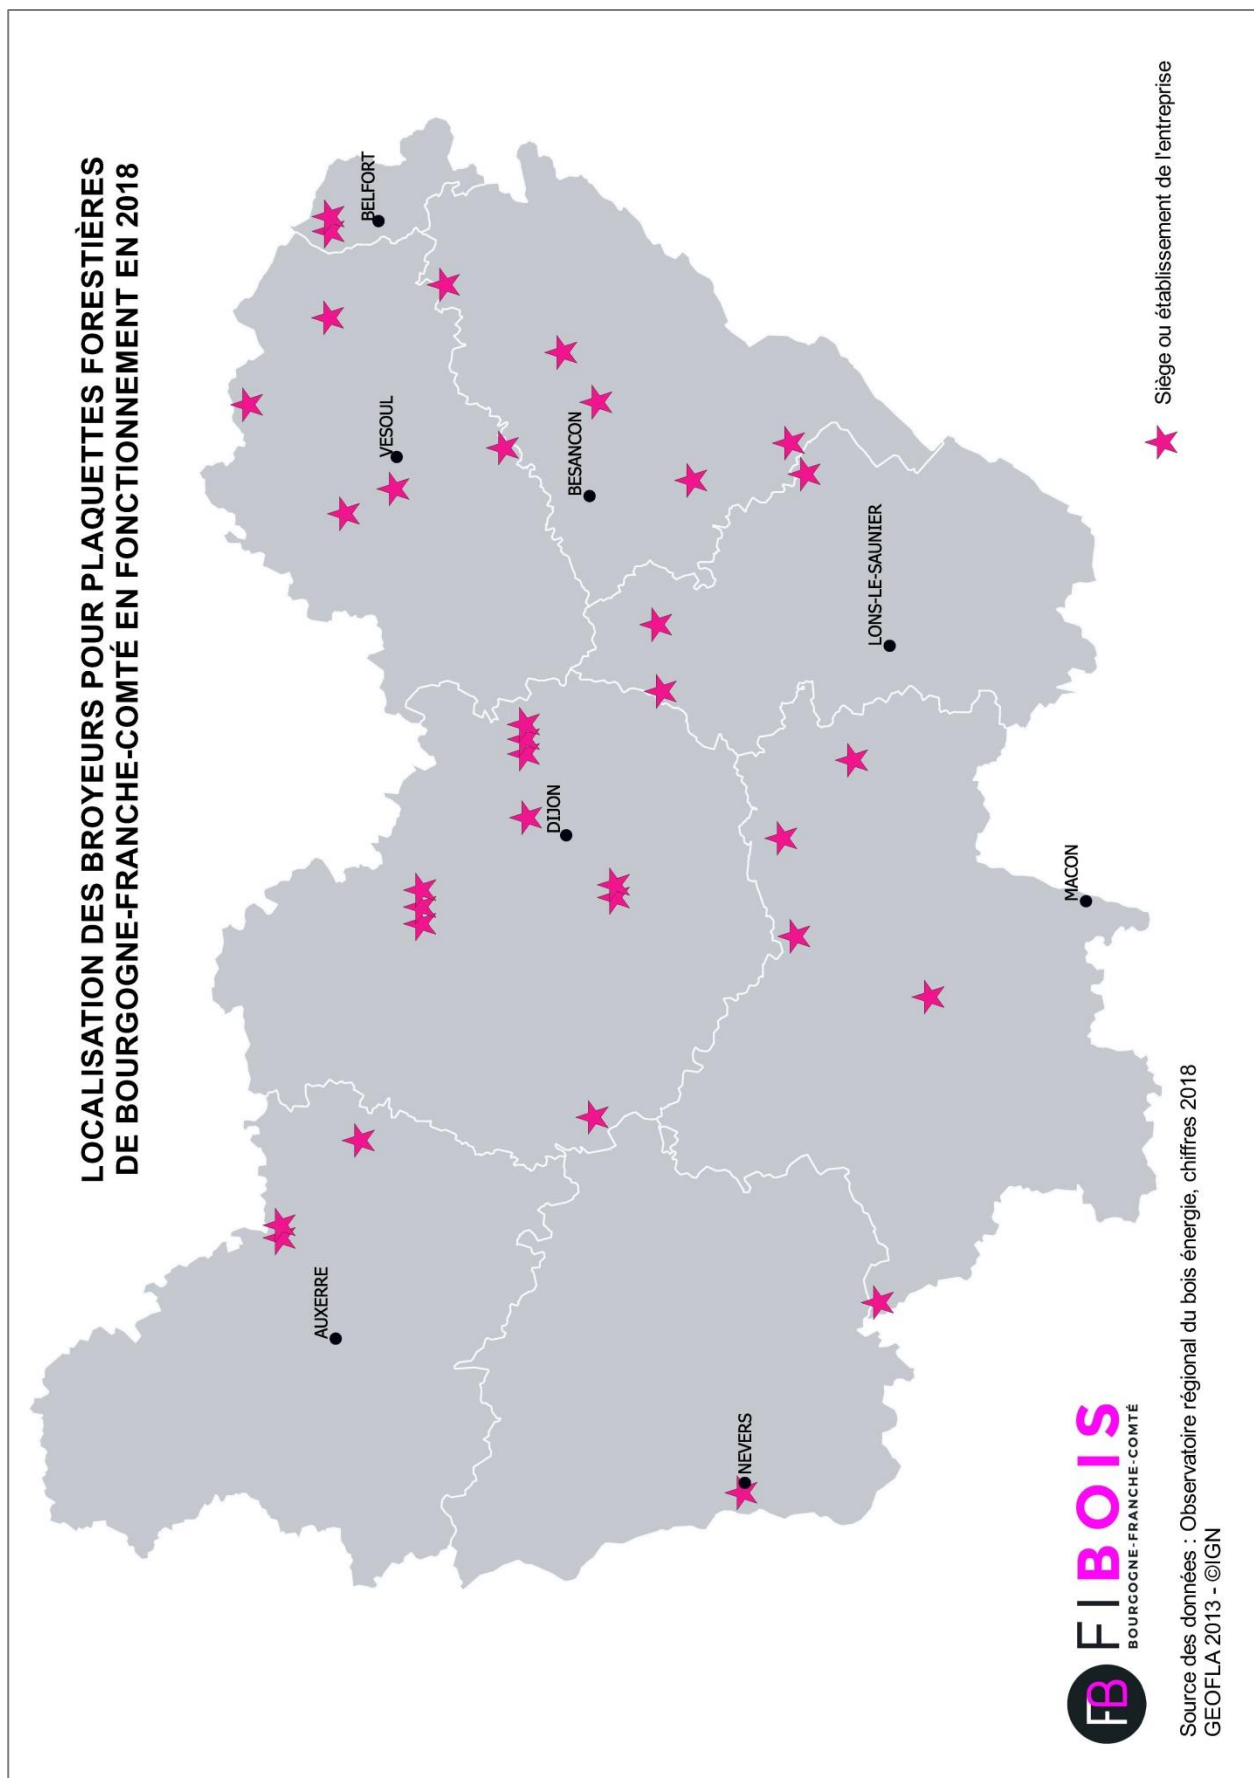 LOCALISATION DES BROYEURS POUR PLAQUETTES FORESTIÈRES
DE BOURGOGNE-FRANCHE-COMTÉ EN FONCTIONNEMENT EN 2018
BELFORT
VESOUL
AUXERRE
DIJON
BESANCON
NEVERS
LONS-LE-SAUNIER
MACON
Siège ou établissement de l'entreprise
FB FIBOIS
BOURGOGNE-FRANCHE-COMTÉ
Source des données : Observatoire régional du bois énergie, chiffres 2018
GEOFLA 2013 - ©IGN